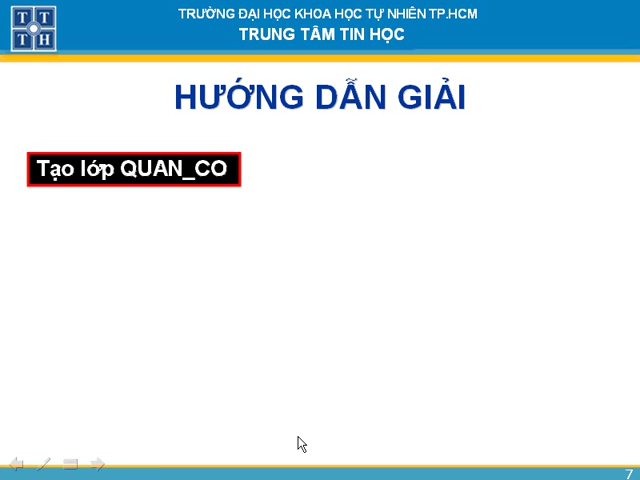 TRƯỜNG ĐẠI HỌC KHOA HỌC TỰ NHIÊN TP.HCM
TRUNG TÂM TIN HỌC
T T
T H
HƯỚNG DẪN GIẢI
Tạo lớp QUAN_CO
7